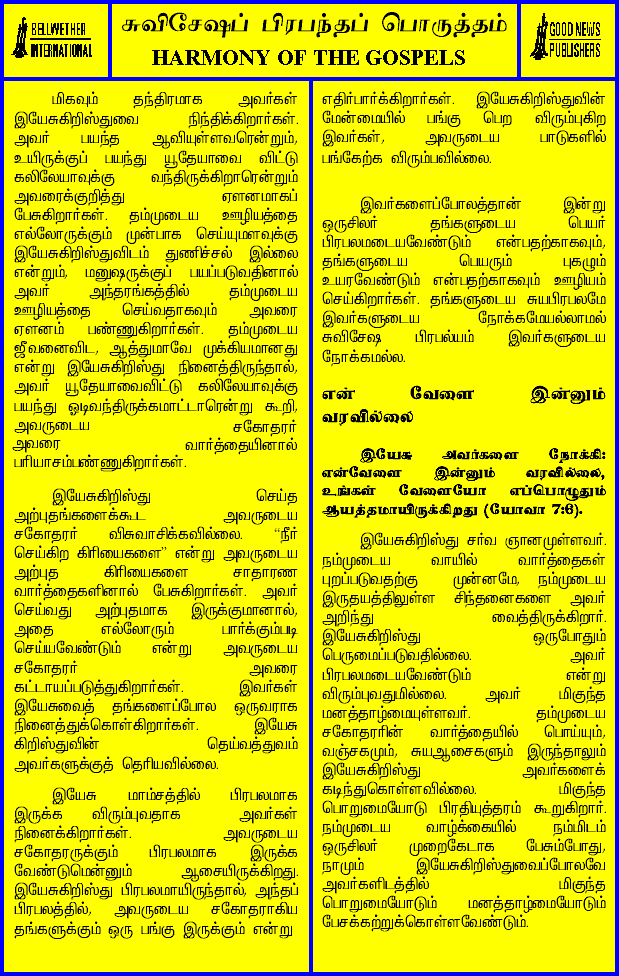 BELLWETHER
INTERNATIONAL
சுவிசேஷப் பிரபந்தப் பொருத்தம்
HARMONY OF THE GOSPELS
GOOD NEWS
PUBLISHERS
மிகவும் தந்திரமாக அவர்கள்
இயேசுகிறிஸ்துவை நிந்திக்கிறார்கள்.
அவர் பயந்த ஆவியுள்ளவரென்றும்,
உயிருக்குப் பயந்து யூதேயாவை விட்டு
கலிலேயாவுக்கு வந்திருக்கிறாரென்றும்
அவரைக்குறித்து ஏளனமாகப்
பேசுகிறார்கள். தம்முடைய ஊழியத்தை
எல்லோருக்கும் முன்பாக செய்யுமளவுக்கு
இயேசுகிறிஸ்துவிடம் துணிச்சல் இல்லை
என்றும், மனுஷருக்குப் பயப்படுவதினால்
அவர் அந்தரங்கத்தில் தம்முடைய
ஊழியத்தை செய்வதாகவும் அவரை
ஏளனம் பண்ணுகிறார்கள். தம்முடைய
ஜீவனைவிட, ஆத்துமாவே முக்கியமானது
என்று இயேசுகிறிஸ்து நினைத்திருந்தால்,
அவர் யூதேயாவைவிட்டு கலிலேயாவுக்கு
பயந்து ஓடிவந்திருக்கமாட்டாரென்று கூறி,
அவருடைய சகோதரர்
அவரை வார்த்தையினால்
பரியாசம்பண்ணுகிறார்கள்.
இயேசுகிறிஸ்து செய்த
அற்புதங்களைக்கூட அவருடைய
சகோதரர் விசுவாசிக்கவில்லை. “நீர்
செய்கிற கிரியைகளை” என்று அவருடைய
அற்புத கிரியைகளை சாதாரண
வார்த்தைகளினால் பேசுகிறார்கள். அவர்
செய்வது அற்புதமாக இருக்குமானால்,
அதை எல்லோரும் பார்க்கும்படி
செய்யவேண்டும் என்று அவருடைய
சகோதரர் அவரை
கட்டாயப்படுத்துகிறார்கள். இவர்கள்
இயேசுவைத் தங்களைப்போல ஒருவராக
நினைத்துக்கொள்கிறார்கள். இயேசு
கிறிஸ்துவின் தெய்வத்துவம்
அவர்களுக்குத் தெரியவில்லை.
இயேசு மாம்சத்தில் பிரபலமாக
இருக்க விரும்புவதாக அவர்கள்
நினைக்கிறார்கள். அவருடைய
சகோதரருக்கும் பிரபலமாக இருக்க
வேண்டுமென்னும் ஆசையிருக்கிறது.
இயேசுகிறிஸ்து பிரபலமாயிருந்தால், அந்தப்
பிரபலத்தில், அவருடைய சகோதராகிய
தங்களுக்கும் ஒரு பங்கு இருக்கும் என்று
எதிர்பார்க்கிறார்கள். இயேசுகிறிஸ்துவின்
மேன்மையில் பங்கு பெற விரும்புகிற
இவர்கள், அவருடைய பாடுகளில்
பங்கேற்க விரும்பவில்லை.
இவர்களைப்போலத்தான் இன்று
ஒருசிலர் தங்களுடைய பெயர்
பிரபலமடையவேண்டும் என்பதற்காகவும்,
தங்களுடைய பெயரும் புகழும்
உயரவேண்டும் என்பதற்காகவும் ஊழியம்
செய்கிறார்கள். தங்களுடைய சுயபிரபலமே
இவர்களுடைய நோக்கமேயல்லாமல்
சுவிசேஷ பிரபல்யம் இவர்களுடைய
நோக்கமல்ல.
என் வேளை இன்னும்
வரவில்லை
இயேசு அவர்களை நோக்கி:
என்வேளை இன்னும் வரவில்லை,
உங்கள் வேளையோ எப்பொழுதும்
ஆயத்தமாயிருக்கிறது (யோவா 7:6).
இயேசுகிறிஸ்து சர்வ ஞானமுள்ளவர்.
நம்முடைய வாயில் வார்த்தைகள்
புறப்படுவதற்கு முன்னமே, நம்முடைய
இருதயத்திலுள்ள சிந்தனைகளை அவர்
அறிந்து வைத்திருக்கிறார்.
இயேசுகிறிஸ்து ஒருபோதும்
பெருமைப்படுவதில்லை. அவர்
பிரபலமடையவேண்டும் என்று
விரும்புவதுமில்லை. அவர் மிகுந்த
மனத்தாழ்மையுள்ளவர். தம்முடைய
சகோதரரின் வார்த்தையில் பொய்யும்,
வஞ்சகமும், சுயஆசைகளும் இருந்தாலும்
இயேசுகிறிஸ்து அவர்களைக்
கடிந்துகொள்ளவில்லை. மிகுந்த
பொறுமையோடு பிரதியுத்தரம் கூறுகிறார்.
நம்முடைய வாழ்க்கையில் நம்மிடம்
ஒருசிலர் முறைகேடாக பேசும்போது,
நாமும் இயேசுகிறிஸ்துவைப்போலவே
அவர்களிடத்தில் மிகுந்த
பொறுமையோடும் மனத்தாழ்மையோடும்
பேசக்கற்றுக்கொள்ளவேண்டும்.